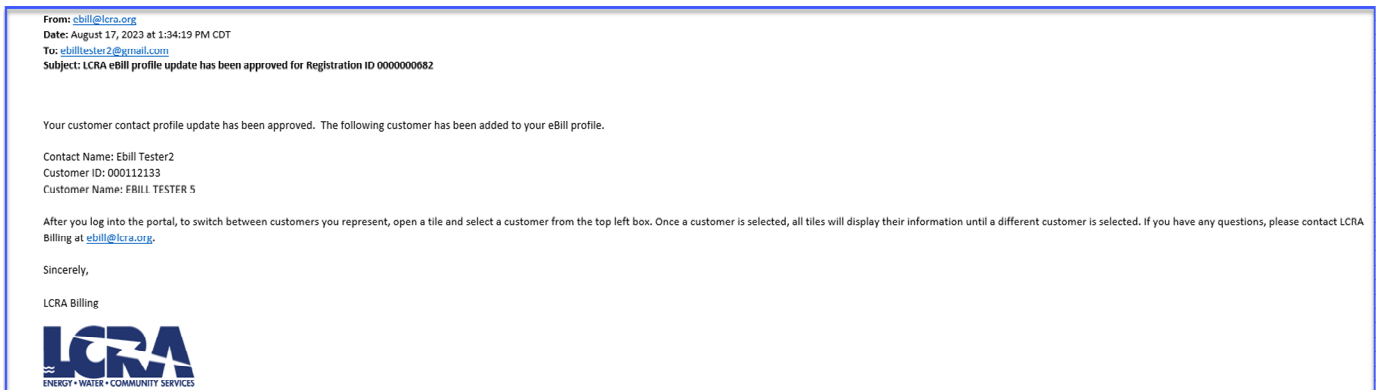 From: ebill@lcra.org
Date: August 17, 2023 at 1:34:19 PM CDT
To: ebilltester2@gmail.com
Subject: LCRA eBill profile update has been approved for Registration ID 0000000682
Your customer contact profile update has been approved.  The following customer has been added to your eBill profile.
Contact Name: Ebill Tester2
Customer ID: 000112133
Customer Name: EBILL TESTER 5
After you log into the portal, to switch between customers you represent, open a tile and select a customer from the top left box. Once a customer is selected, all tiles will display their information until a different customer is selected. If you have any questions, please contact LCRA
Billing at ebill@lcra.org.
Sincerely,
LCRA Billing
LCRA
ENERGY • WATER • COMMUNITY SERVICES